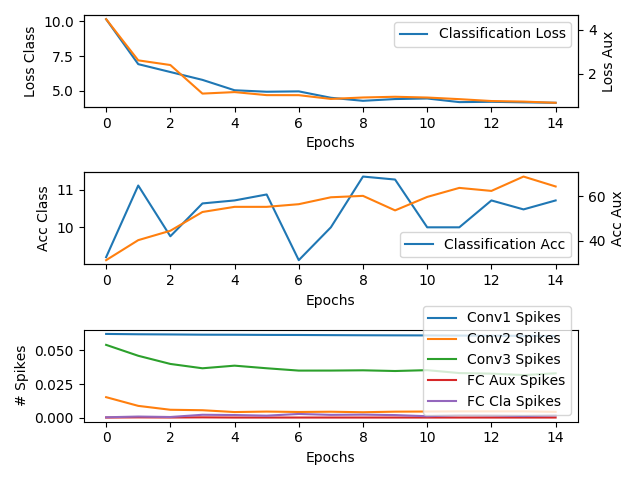 10.0
7.5
5.0
Loss Class
Classification Loss
4
2
Loss Aux
0 2 4 6 8 10 12 14
Epochs
11
10
Acc Class
Classification Acc
60
40
Acc Aux
0 2 4 6 8 10 12 14
Epochs
Conv1 Spikes
Conv2 Spikes
Conv3 Spikes
FC Aux Spikes
FC Cla Spikes
0.050
0.025
0.000
# Spikes
0 2 4 6 8 10 12 14
Epochs